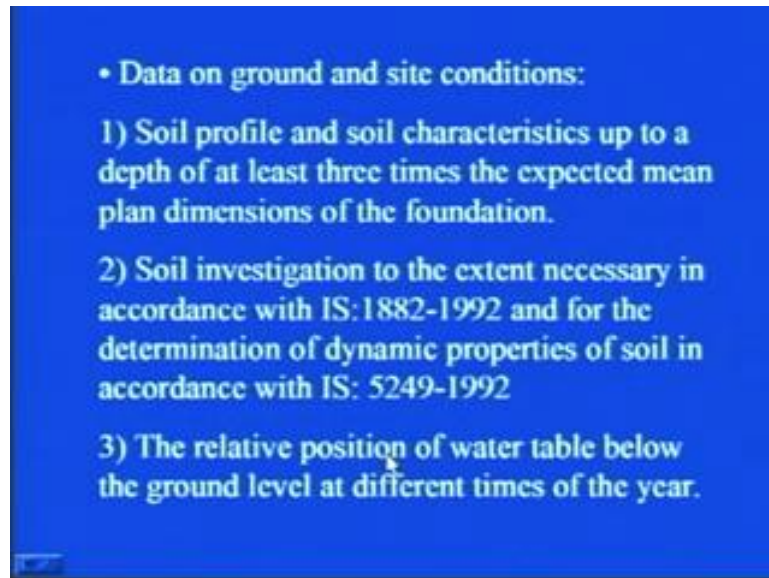 • Data on ground and site conditions:
1) Soil profile and soil characteristics up to a
depth of at least three times the expected mean
plan dimensions of the foundation.
2) Soil investigation to the extent necessary in
accordance with IS:1882-1992 and for the
determination of dynamic properties of soil in
accordance with IS: 5249-1992
3) The relative position of water table below
the ground level at different times of the year.